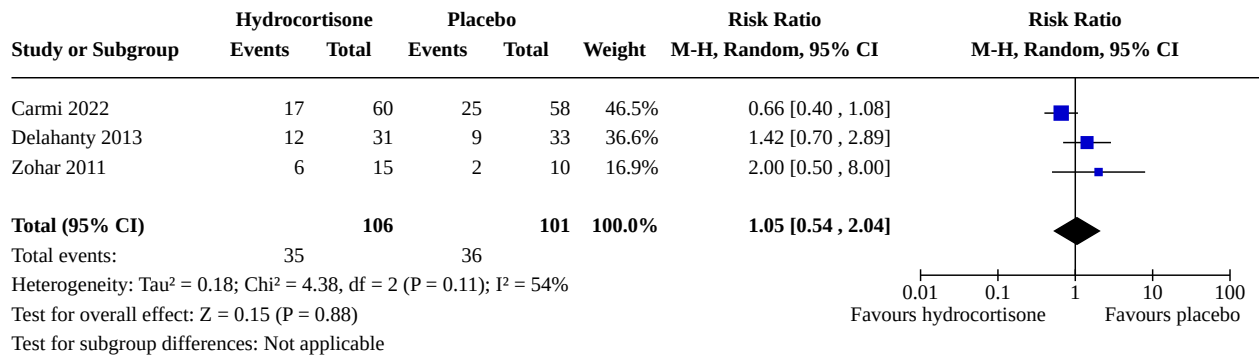 Hydrocortisone Placebo Risk Ratio Risk Ratio
Study or Subgroup Events Total Events Total Weight M-H, Random, 95% CI M-H, Random, 95% CI
Carmi 2022 17 60 25 58 46.5% 0.66 [0.40 , 1.08]
Delahanty 2013 12 31 9 33 36.6% 1.42 [0.70 , 2.89]
Zohar 2011 6 15 2 10 16.9% 2.00 [0.50 , 8.00]
Total (95% CI) 106 101 100.0% 1.05 [0.54 , 2.04]
Total events: 35 36
Heterogeneity: Tau² = 0.18; Chi² = 4.38, df = 2 (P = 0.11); I² = 54%
0.01 0.1 1 10 100
Test for overall effect: Z = 0.15 (P = 0.88) Favours hydrocortisone Favours placebo
Test for subgroup differences: Not applicable